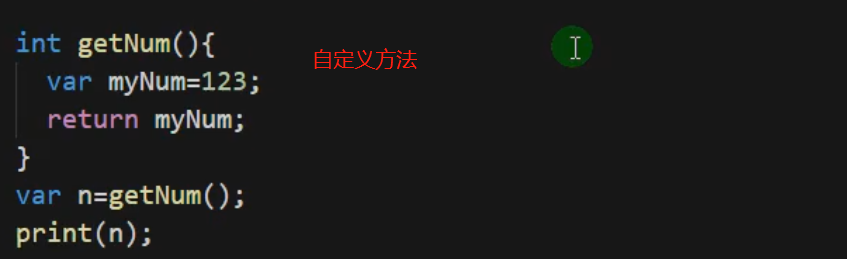 int getNum(){
自定义方法
var myNum=123;
return myNum;
}
var n=getNum();
print(n);